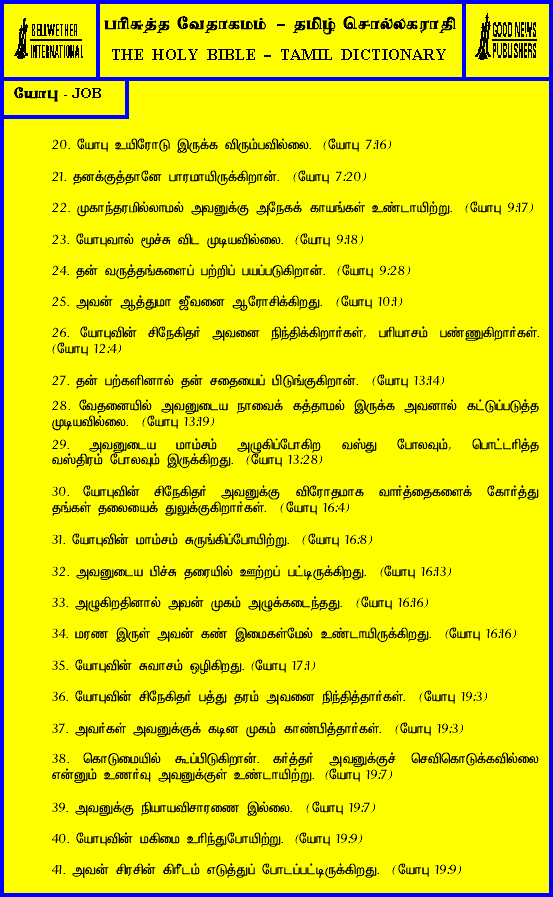 BELLWETHER
INTERNATIONAL
பரிசுத்த வேதாகமம் – தமிழ் சொல்லகராதி
THE HOLY BIBLE – TAMIL DICTIONARY
GOOD NEWS
PUBLISHERS
யோபு - JOB
20. யோபு உயிரோடு இருக்க விரும்பவில்லை. (யோபு 7:16)
21. தனக்குத்தானே பாரமாயிருக்கிறான். (யோபு 7:20)
22. முகாந்தரமில்லாமல் அவனுக்கு அநேகக் காயங்கள் உண்டாயிற்று. (யோபு 9:17)
23. யோபுவால் மூச்சு விட முடியவில்லை. (யோபு 9:18)
24. தன் வருத்தங்களைப் பற்றிப் பயப்படுகிறான். (யோபு 9:28)
25. அவன் ஆத்துமா ஜீவனை ஆரோசிக்கிறது. (யோபு 10:1)
26. யோபுவின் சிநேகிதர் அவனை நிந்திக்கிறார்கள், பரியாசம் பண்ணுகிறார்கள்.
(யோபு 12:4)
27. தன் பற்களினால் தன் சதையைப் பிடுங்குகிறான். (யோபு 13:14)
28. வேதனையில் அவனுடைய நாவைக் கத்தாமல் இருக்க அவனால் கட்டுப்படுத்த
முடியவில்லை. (யோபு 13:19)
29. அவனுடைய மாம்சம் அழுகிப்போகிற வஸ்து போலவும், பொட்டரித்த
வஸ்திரம் போலவும் இருக்கிறது. (யோபு 13:28)
30. யோபுவின் சிநேகிதர் அவனுக்கு விரோதமாக வார்த்தைகளைக் கோர்த்து
தங்கள் தலையைக் துலுக்குகிறார்கள். (யோபு 16:4)
31. யோபுவின் மாம்சம் சுருங்கிப்போயிற்று. (யோபு 16:8)
32. அவனுடைய பிச்சு தரையில் ஊற்றப் பட்டிருக்கிறது. (யோபு 16:13)
33. அழுகிறதினால் அவன் முகம் அழுக்கடைந்தது. (யோபு 16:16)
34. மரண இருள் அவன் கண் இமைகள்மேல் உண்டாயிருக்கிறது. (யோபு 16:16)
35. யோபுவின் சுவாசம் ஒழிகிறது. (யோபு 17:1)
36. யோபுவின் சிநேகிதர் பத்து தரம் அவனை நிந்தித்தார்கள். (யோபு 19:3)
37. அவர்கள் அவனுக்குக் கடின முகம் காண்பித்தார்கள். (யோபு 19:3)
38. கொடுமையில் கூப்பிடுகிறான். கர்த்தர் அவனுக்குச் செவிகொடுக்கவில்லை
என்னும் உணர்வு அவனுக்குள் உண்டாயிற்று. (யோபு 19:7)
39. அவனுக்கு நியாயவிசாரணை இல்லை. (யோபு 19:7)
40. யோபுவின் மகிமை உரிந்துபோயிற்று. (யோபு 19:9)
41. அவன் சிரசின் கிரீடம் எடுத்துப் போடப்பட்டிருக்கிறது. (யோபு 19:9)